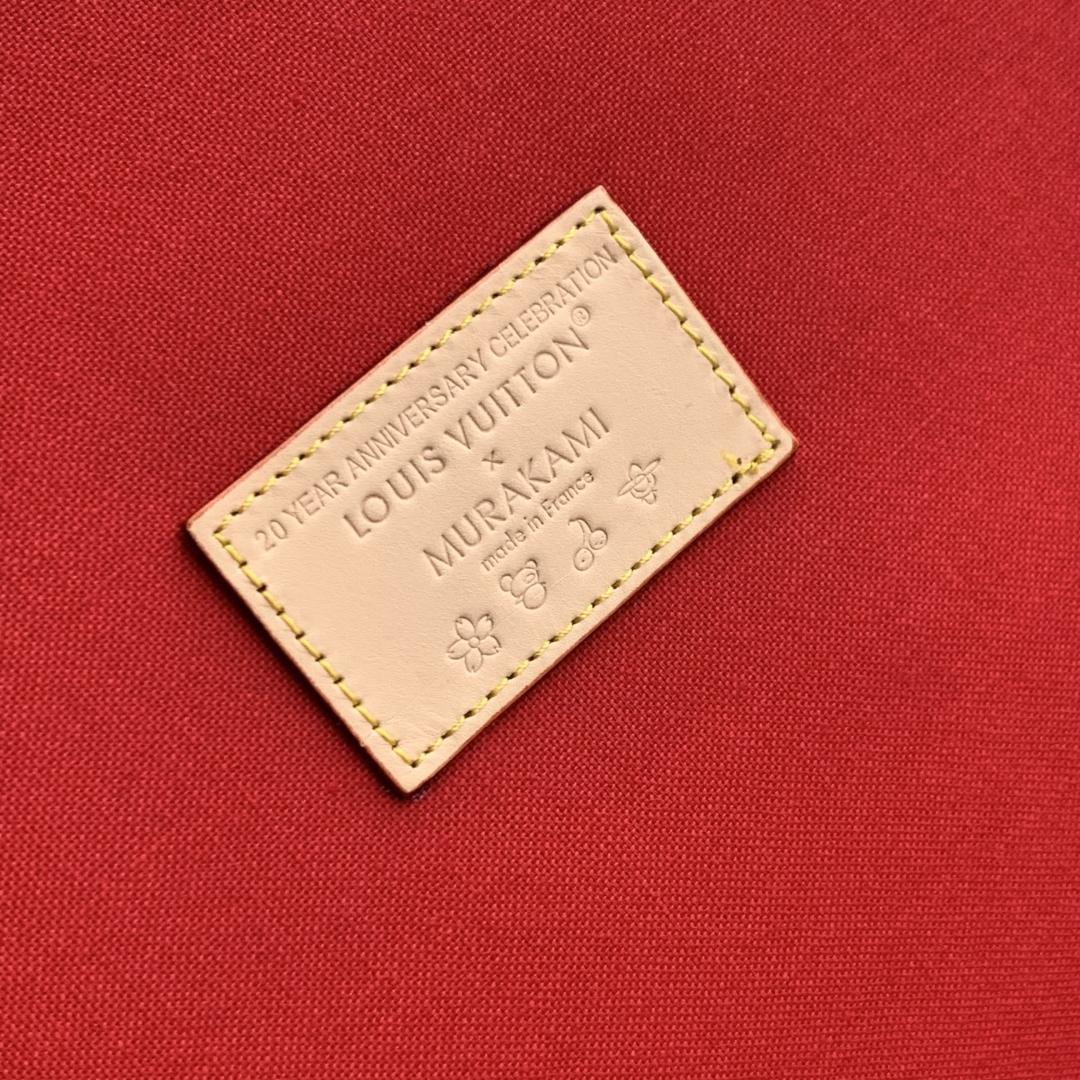 20 YEAR ANNIVERSARY CELEBRATION
LOUIS VUITTON®
x
MURAKAMI
made in France